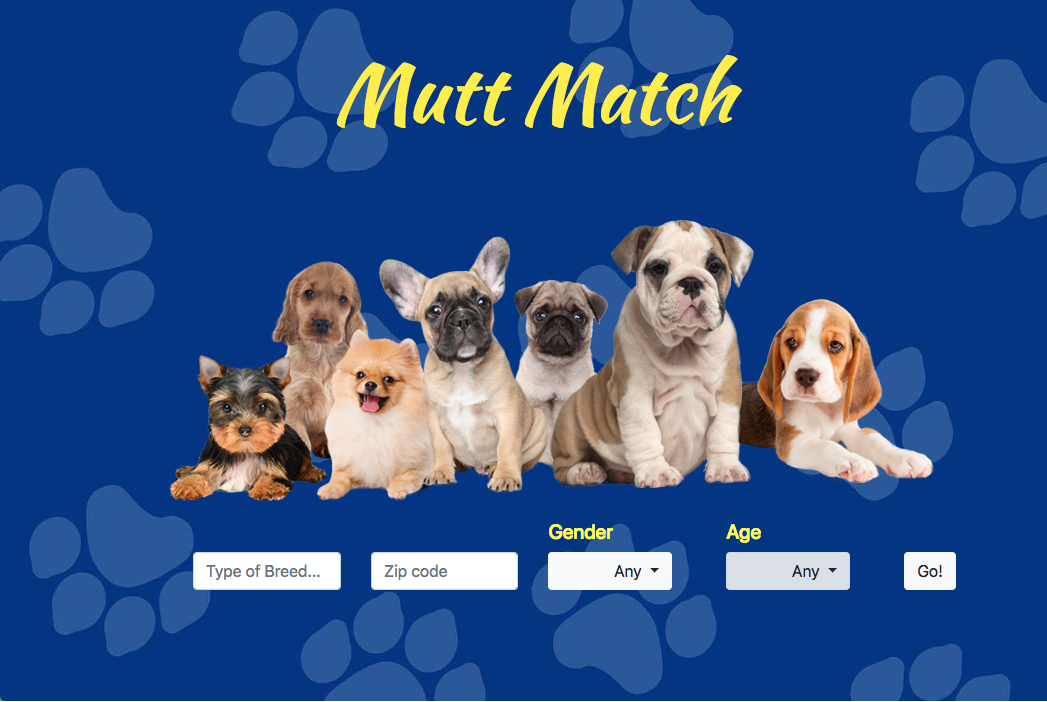 Mutt Match
Gender
Age
Type of Breed...
Zip code
Any
Any
Go!